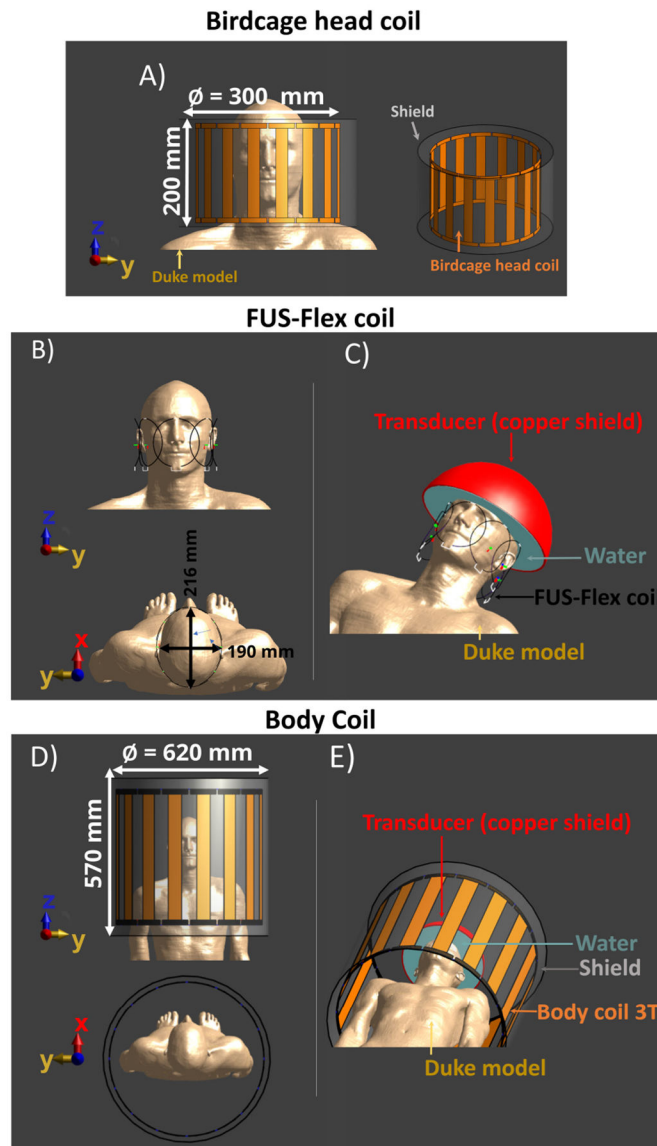 Birdcage head coil
A)
Ø = 300 mm
200 mm
Shield
z
y
Duke model
Birdcage head coil
FUS-Flex coil
B)
C)
Transducer (copper shield)
z
y
Water
FUS-Flex coi
216 mm
190 mm
x
y
Duke model
Body Coil
D)
E)
Ø = 620 mm
570 mm
Transducer (copper shield)
z
y
Water
Shield
Body coil 3T
x
y
Duke model